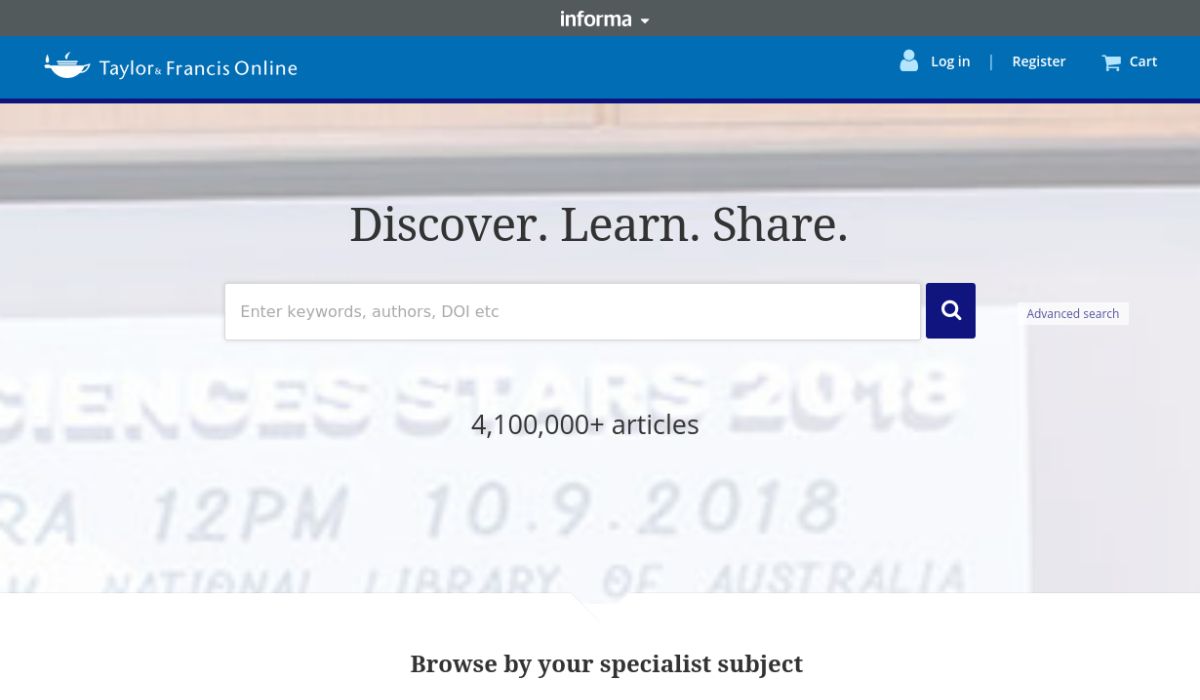 informa
Taylor & Francis Online
Log in | Register Cart
Discover. Learn. Share.
Enter keywords, authors, DOI etc
Advanced search
CIENCES STARS 2018
4,100,000+ articles
RA 12PM 10.9.2018
NATIONAL LIBRARY OF AUSTRALIA
Browse by your specialist subject